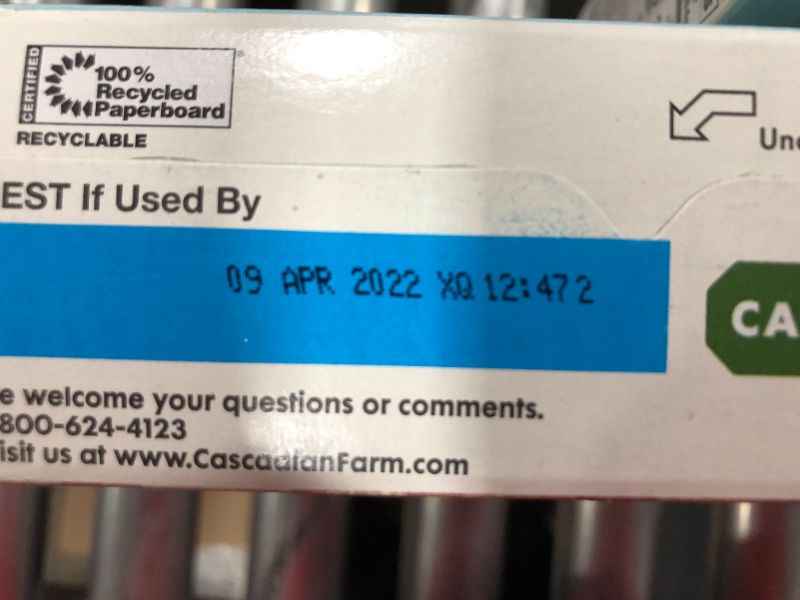 CERTIFIED
100%
Recycled
Paperboard
RECYCLABLE
EST If Used By
09 APR 2022 XQ 12:47 2
CA
e welcome your questions or comments.
800-624-4123
isit us at www.CascadianFarm.com